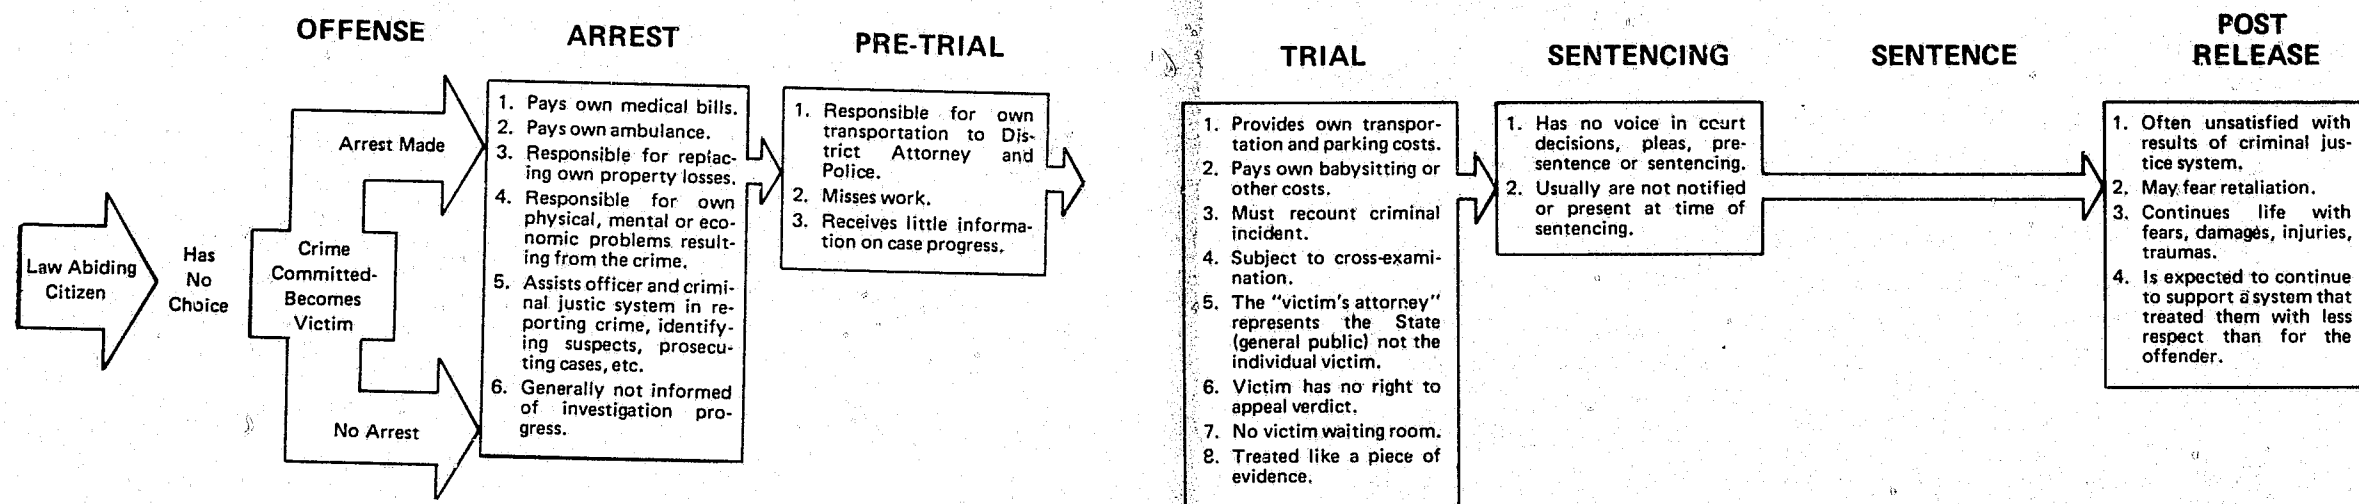 OFFENSE
ARREST
PRE-TRIAL
TRIAL
SENTENCING
SENTENCE
POST
RELEASE
Law Abiding
Citizen
Has
No
Choice
Crime
Committed-
Becomes
Victim
Arrest Made
No Arrest
1. Pays own medical bills.
2. Pays own ambulance.
3. Responsible for replac-
ing own property losses.
4. Responsible for own
physical, mental or eco-
nomic problems result-
ing from the crime.
5. Assists officer and crimi-
nal justic system in re-
porting crime, identify-
ing suspects, prosecu-
ting cases, etc.
6. Generally not informed
of investigation pro-
gress.
1. Responsible for own
transportation to Dis-
trict Attorney and
Police.
2. Misses work.
3. Receives little informa-
tion on case progress.
1. Provides own transpor-
tation and parking costs.
2. Pays own babysitting or
other costs.
3. Must recount criminal
incident.
4. Subject to cross-exami-
nation.
5. The "victim's attorney"
represents the State
(general public) not the
individual victim.
6. Victim has no right to
appeal verdict.
7. No victim waiting room.
8. Treated like a piece of
evidence.
1. Has no voice in court
decisions, pleas, pre-
sentence or sentencing.
2. Usually are not notified
or present at time of
sentencing.
1. Often unsatisfied with
results of criminal jus-
tice system.
2. May fear retaliation.
3. Continues life with
fears, damages, injuries,
traumas.
4. Is expected to continue
to support a system that
treated them with less
respect than for the
offender.